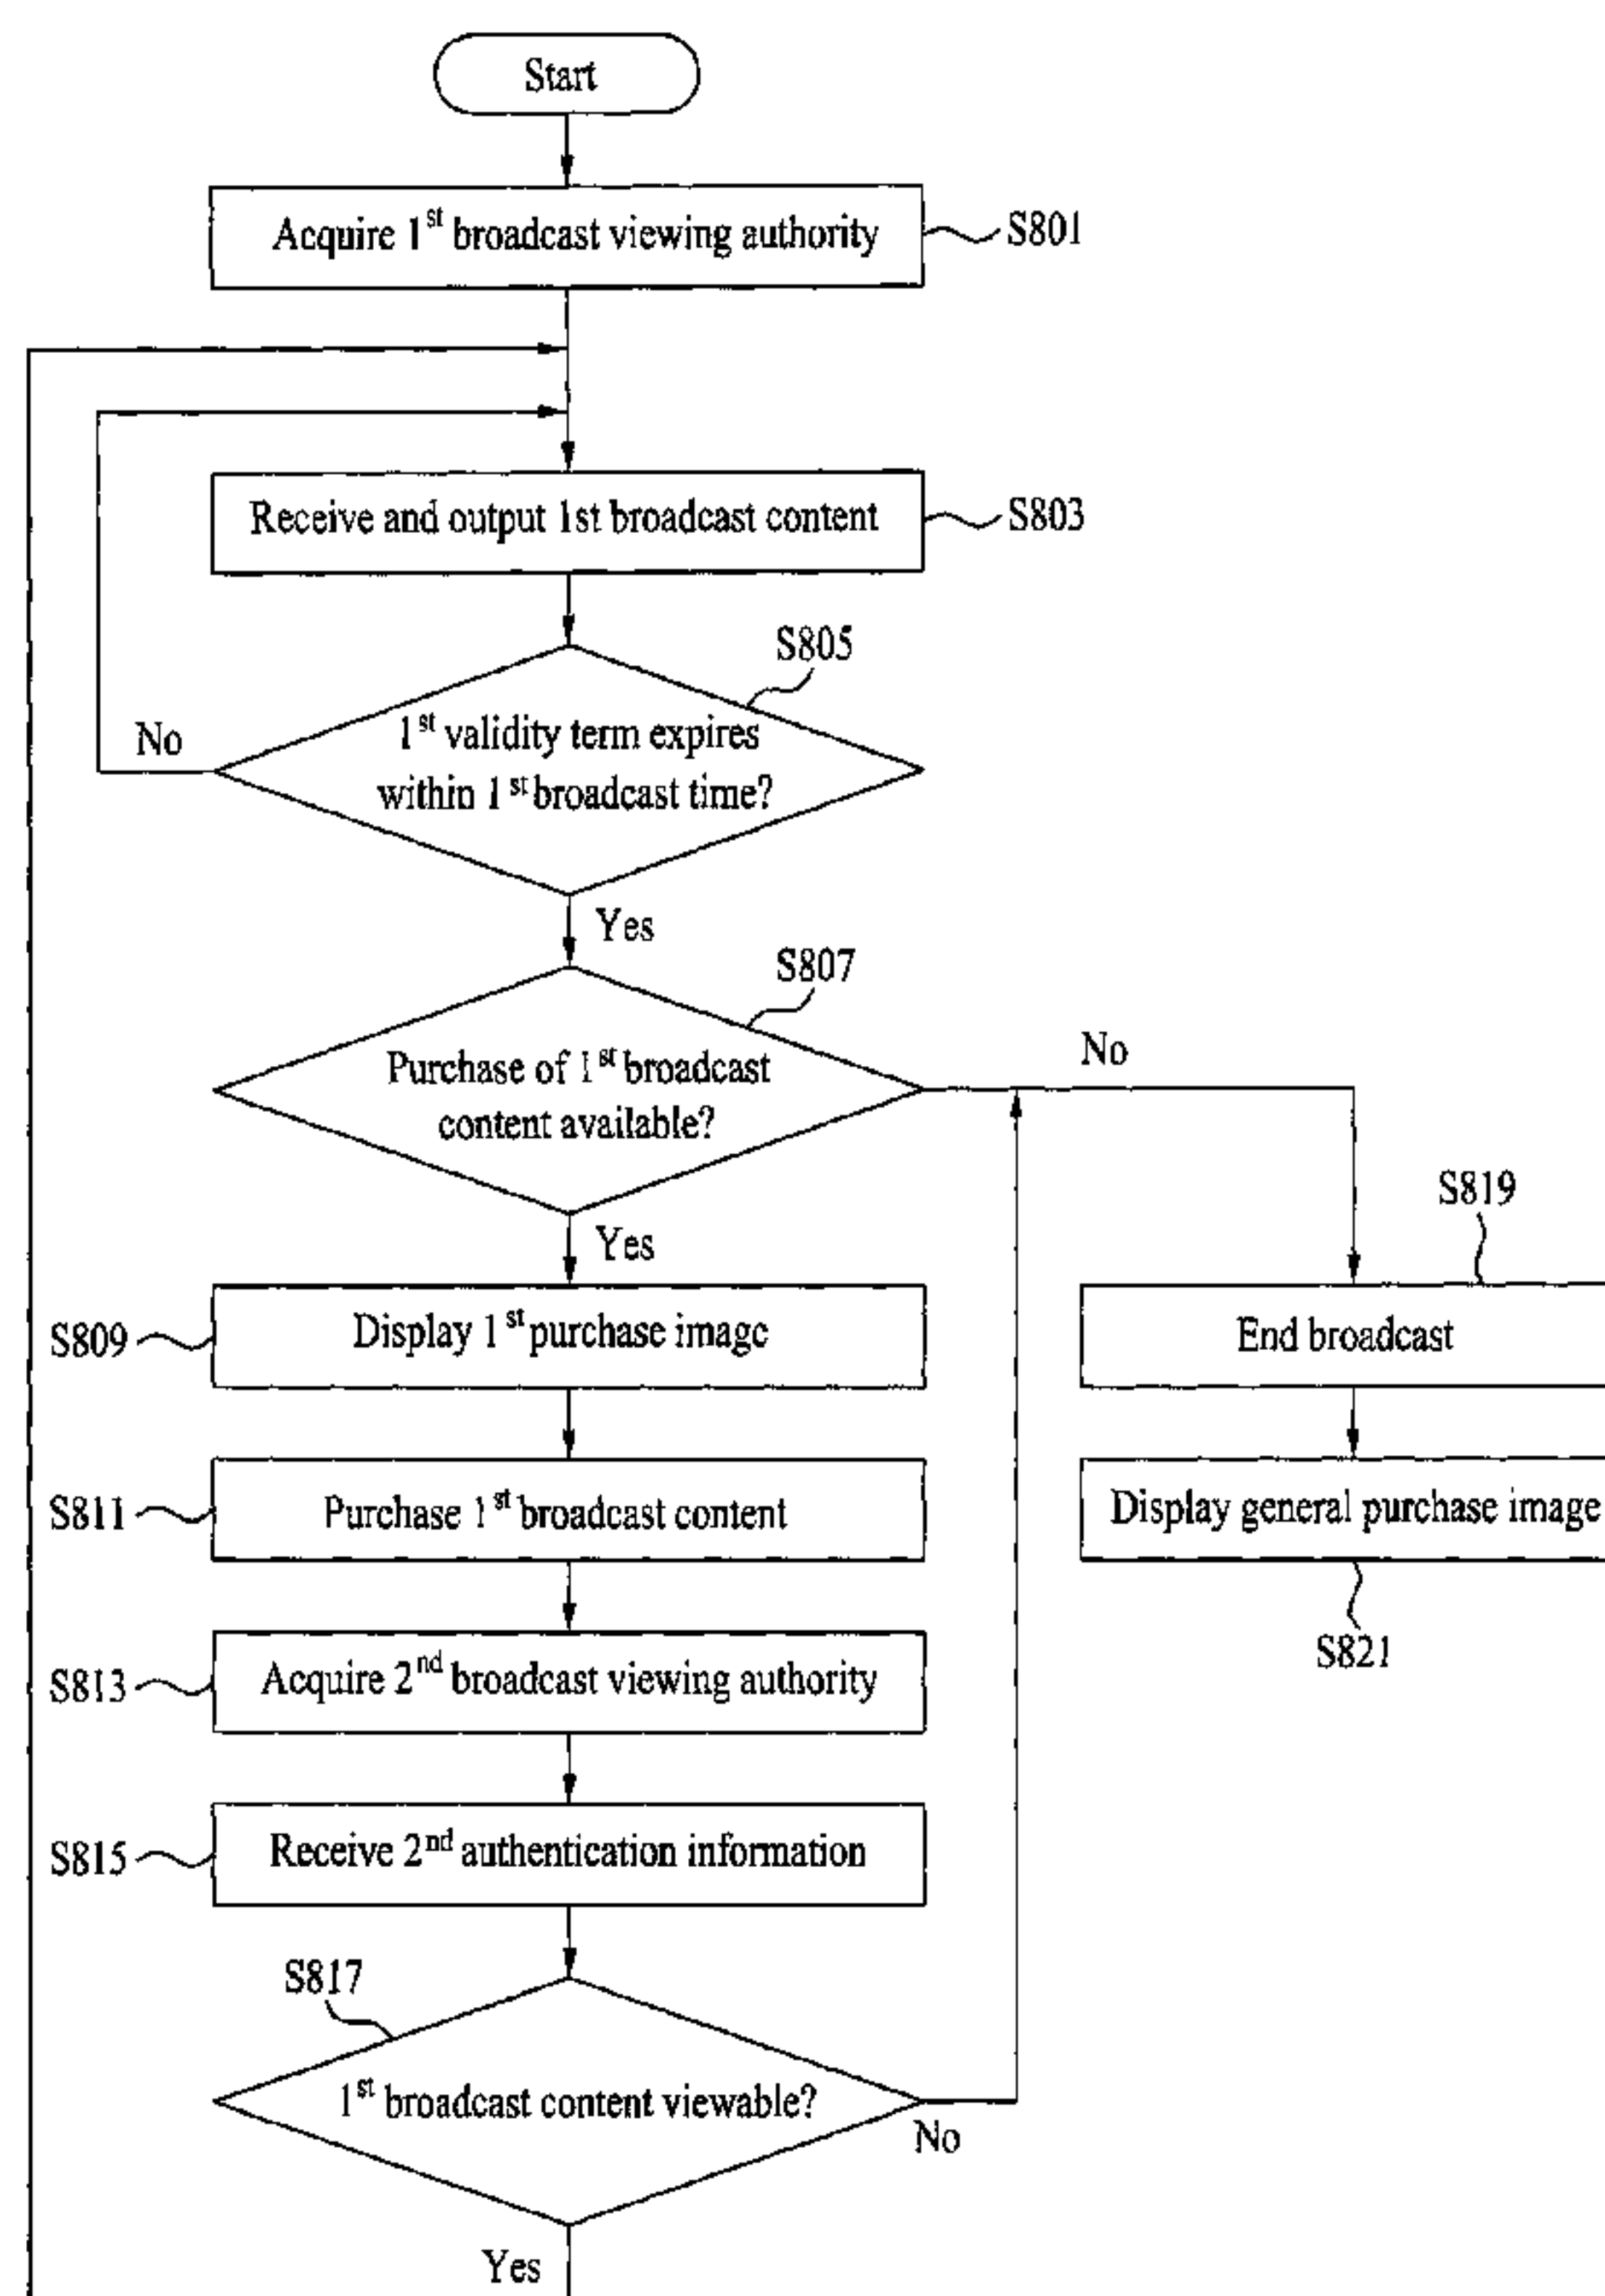 Start
Acquire 1st broadcast viewing authority
S801
Receive and output 1st broadcast content
S803
S805
1st validity term expires
within 1st broadcast time?
No
Yes
S807
Purchase of 1st broadcast
content available?
No
Yes
S819
S809
Display 1st purchase image
End broadcast
S811
Purchase 1st broadcast content
Display general purchase image
S821
S813
Acquire 2nd broadcast viewing authority
S815
Receive 2nd authentication information
S817
1st broadcast content viewable?
No
Yes